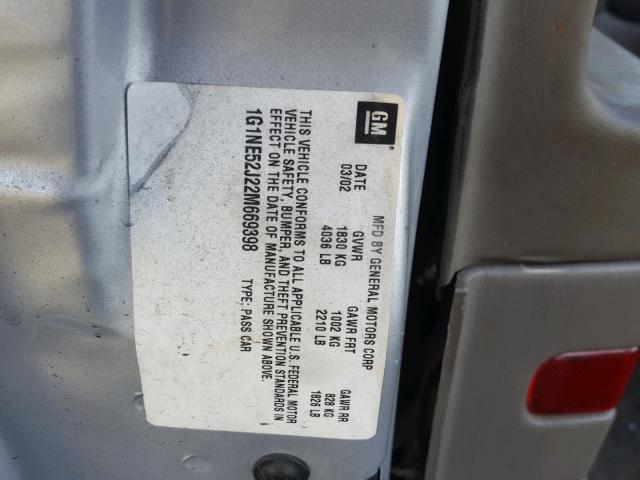 GM
MFD BY GENERAL MOTORS CORP
DATE GVWR GAWR FRT GAWR RR
03/02 1830 KG 1002 KG 828 KG
4036 LB 2210 LB 1826 LB
THIS VEHICLE CONFORMS TO ALL APPLICABLE U.S. FEDERAL MOTOR
VEHICLE SAFETY, BUMPER, AND THEFT PREVENTION STANDARDS IN
EFFECT ON THE DATE OF MANUFACTURE SHOWN ABOVE.
1G1NE52J22M669398 TYPE: PASS CAR